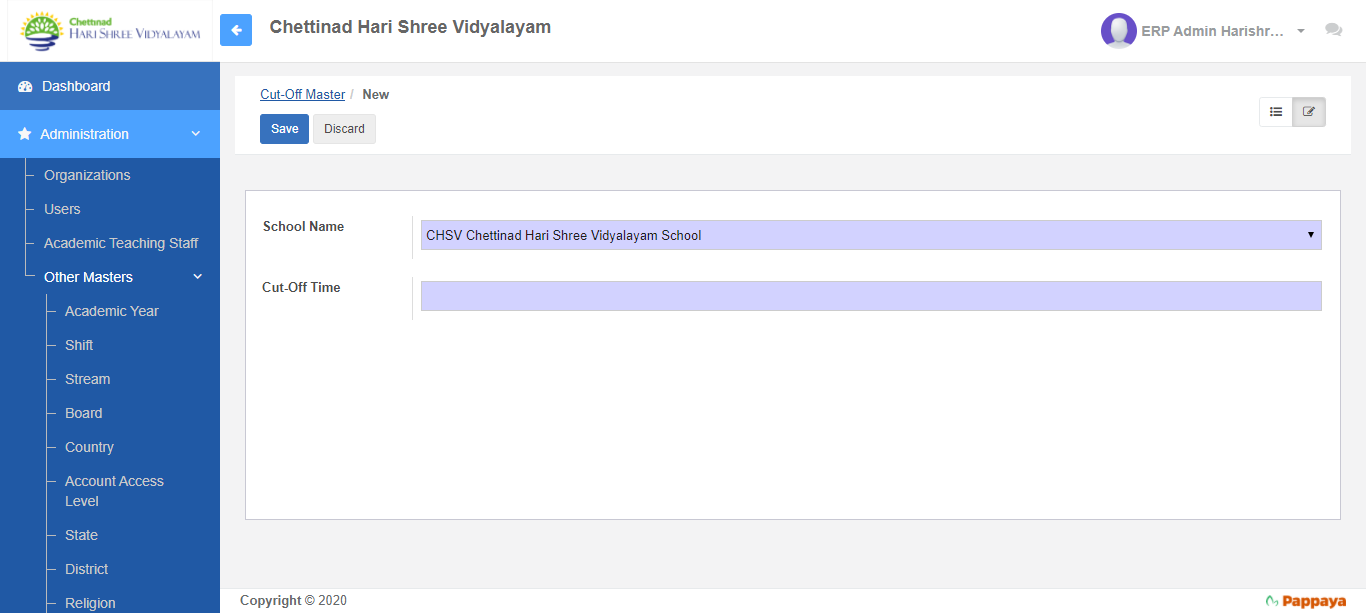 Chettinad
HARI SHREE VIDYALAYAM
Chettinad Hari Shree Vidyalayam
ERP Admin Harishr...
Dashboard
Administration
Organizations
Users
Academic Teaching Staff
Other Masters
Academic Year
Shift
Stream
Board
Country
Account Access
Level
State
District
Religion
Cut-Off Master / New
Save Discard
School Name
CHSV Chettinad Hari Shree Vidyalayam School
Cut-Off Time
Copyright © 2020
Pappaya